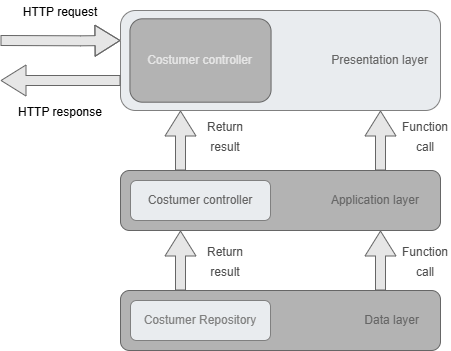 HTTP request
Costumer controller
Presentation layer
HTTP response
Return
result
Function
call
Costumer controller
Application layer
Return
result
Function
call
Costumer Repository
Data layer